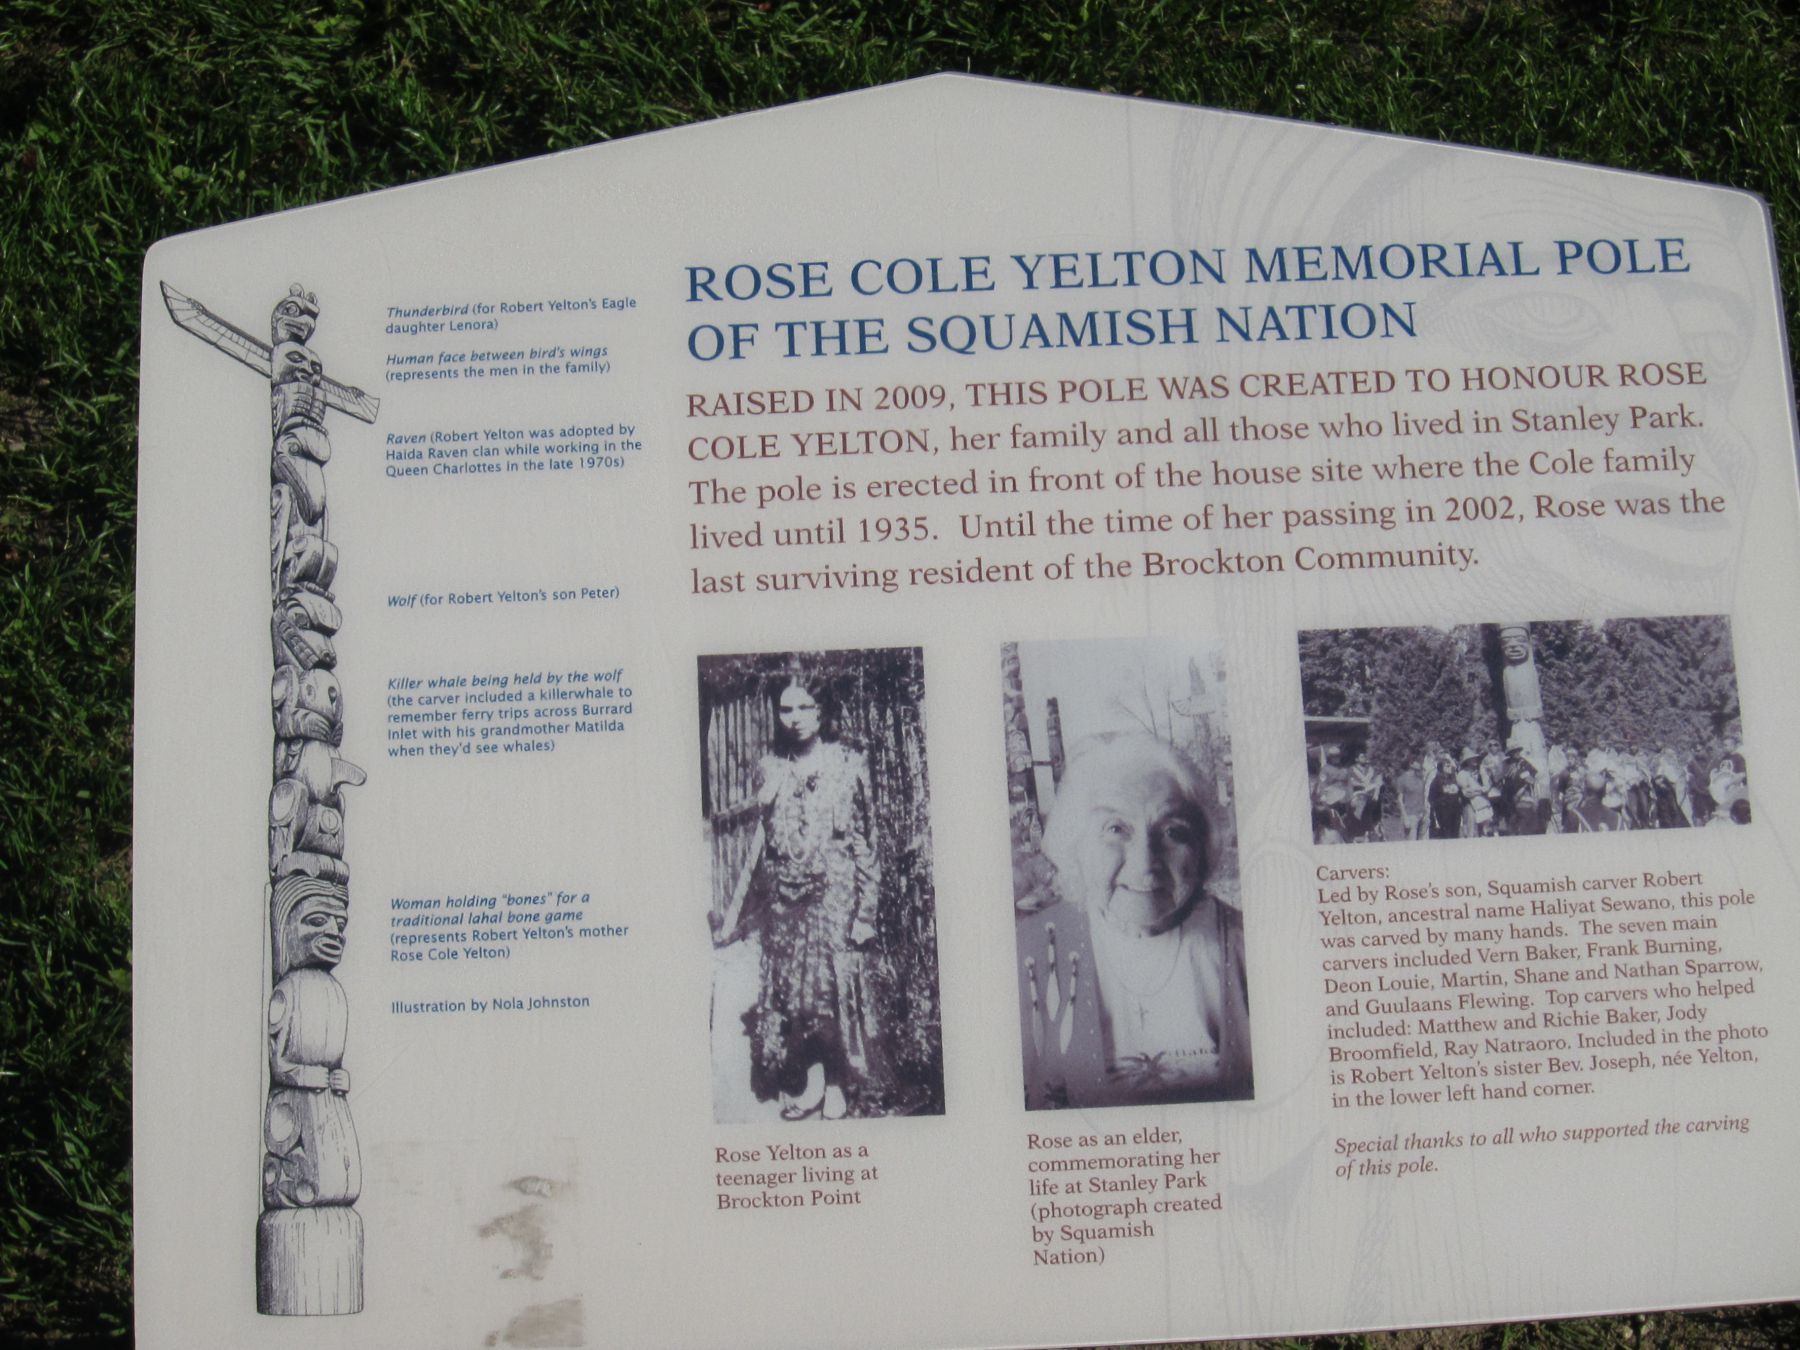 ROSE COLE YELTON MEMORIAL POLE
OF THE SQUAMISH NATION
RAISED IN 2009, THIS POLE WAS CREATED TO HONOUR ROSE
COLE YELTON, her family and all those who lived in Stanley Park.
The pole is erected in front of the house site where the Cole family
lived until 1935. Until the time of her passing in 2002, Rose was the
last surviving resident of the Brockton Community.
Thunderbird (for Robert Yelton's Eagle
daughter Lenora)
Human face between bird's wings
(represents the men in the family)
Raven (Robert Yelton was adopted by
Haida Raven clan while working in the
Queen Charlottes in the late 1970s)
Wolf (for Robert Yelton's son Peter)
Killer whale being held by the wolf
(the carver included a killerwhale to
remember ferry trips across Burrard
Inlet with his grandmother Matilda
when they'd see whales)
Woman holding "bones" for a
traditional lahal bone game
(represents Robert Yelton's mother
Rose Cole Yelton)
Illustration by Nola Johnston
Rose Yelton as a
teenager living at
Brockton Point
Rose as an elder,
commemorating her
life at Stanley Park
(photograph created
by Squamish
Nation)
Carvers:
Led by Rose's son, Squamish carver Robert
Yelton, ancestral name Haliyat Sewano, this pole
was carved by many hands. The seven main
carvers included Vern Baker, Frank Burning,
Deon Louie, Martin, Shane and Nathan Sparrow,
and Guulaans Flewing. Top carvers who helped
included: Matthew and Richie Baker, Jody
Broomfield, Ray Natraoro. Included in the photo
is Robert Yelton's sister Bev. Joseph, née Yelton,
in the lower left hand corner.
Special thanks to all who supported the carving
of this pole.